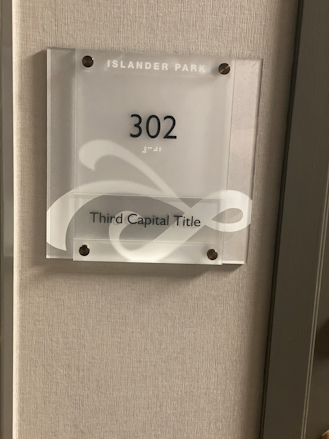 ISLANDER PARK
302
Third Capital Title